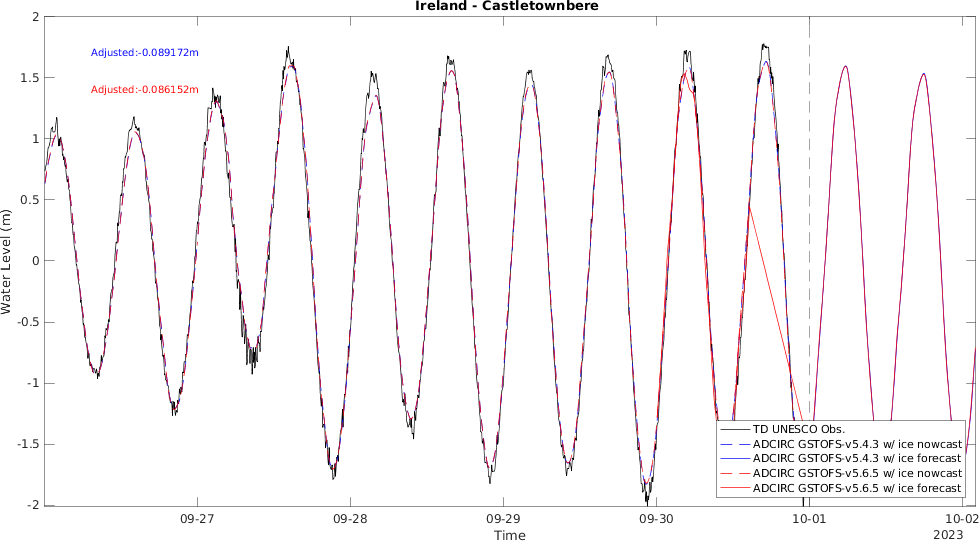 Ireland - Castletownbere
Adjusted:-0.089172m
Adjusted:-0.086152m
Water Level (m)
2
1.5
1
0.5
0
-0.5
-1
-1.5
-2
TD UNESCO Obs.
ADCIRC GSTOFS-v5.4.3 w/ ice nowcast
ADCIRC GSTOFS-v5.4.3 w/ ice forecast
ADCIRC GSTOFS-v5.6.5 w/ ice nowcast
ADCIRC GSTOFS-v5.6.5 w/ ice forecast
09-27 09-28 09-29 09-30 10-01 10-02
Time 2023